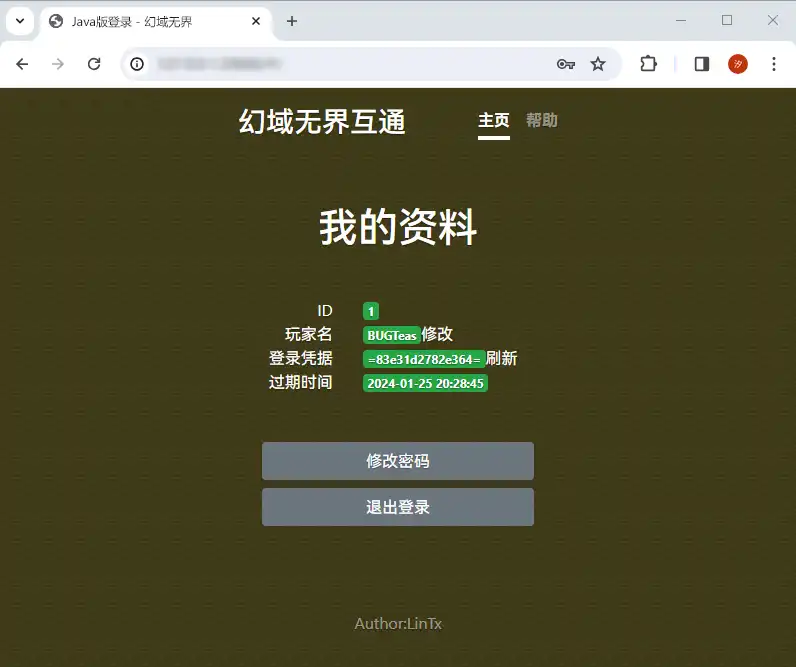 Java版登录 - 幻域无界
幻域无界互通 主页 帮助
我的资料
ID 1
玩家名 BUGTeas修改
登录凭据 =83e31d2782e364=刷新
过期时间 2024-01-25 20:28:45
修改密码
退出登录
Author:LinTx